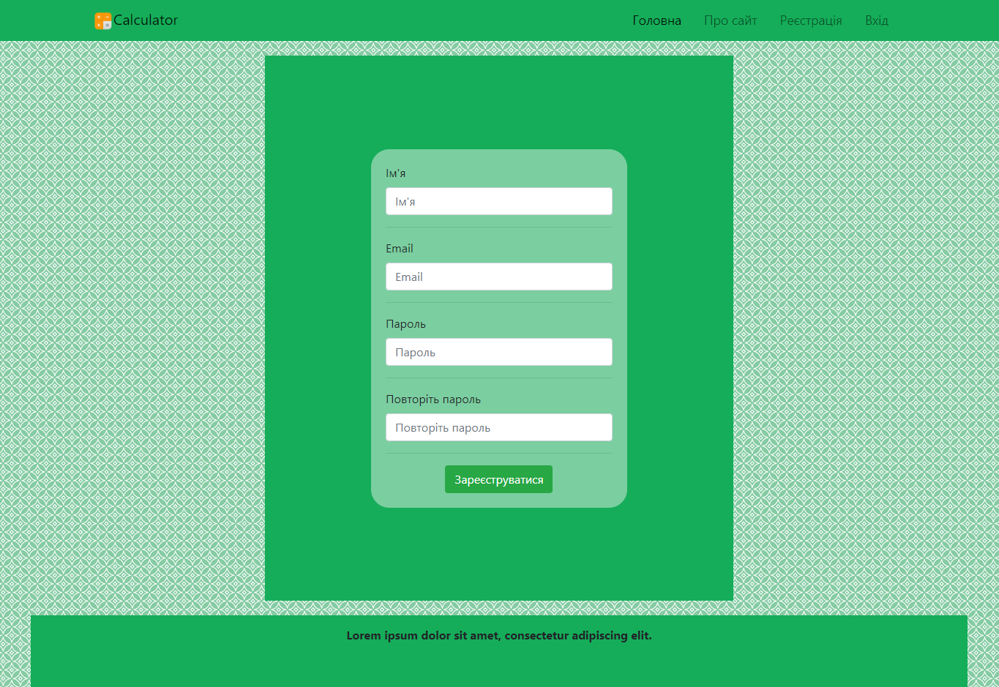 Calculator
Головна Про сайт Реєстрація Вхід
Ім'я
Ім'я
Email
Email
Пароль
Пароль
Повторіть пароль
Повторіть пароль
Зареєструватися
Lorem ipsum dolor sit amet, consectetur adipiscing elit.